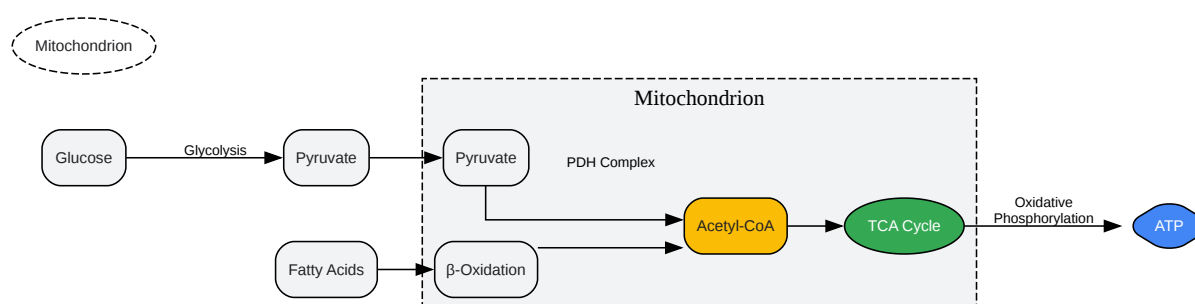 Mitochondrion
Mitochondrion
Glucose
Glycolysis
Pyruvate
Pyruvate
PDH Complex
Acetyl-CoA
TCA Cycle
Oxidative
Phosphorylation
ATP
Fatty Acids
β-Oxidation